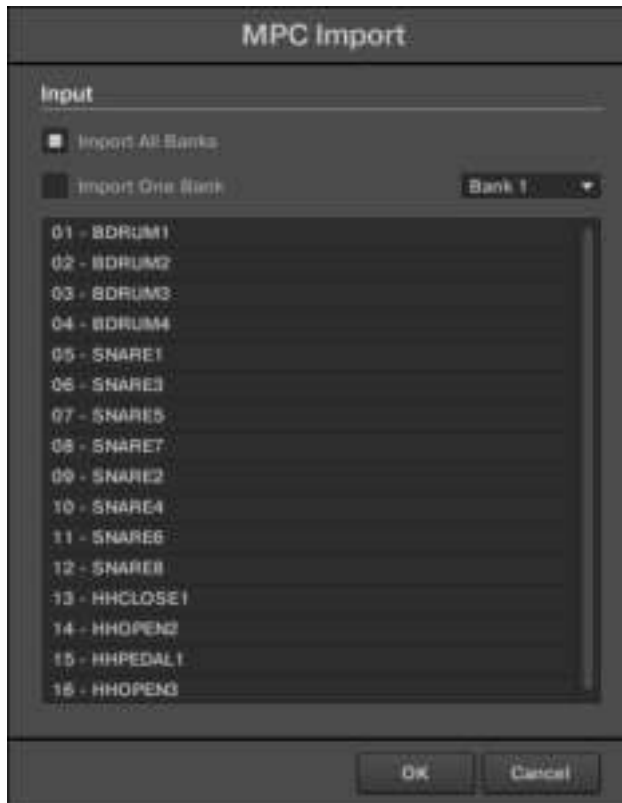 MPC Import
Input
Import All Banks
Import One Bank
Bank 1
01 - BDRUM1
02 - BDRUM2
03 - BDRUM3
04 - BDRUM4
05 - SNARE1
06 - SNARE3
07 - SNARE5
08 - SNARE7
09 - SNARE2
10 - SNARE4
11 - SNARE6
12 - SNARE8
13 - HHCLOSE1
14 - HHOPEN2
15 - HHPEDAL1
16 - HHOPEN3
OK
Cancel